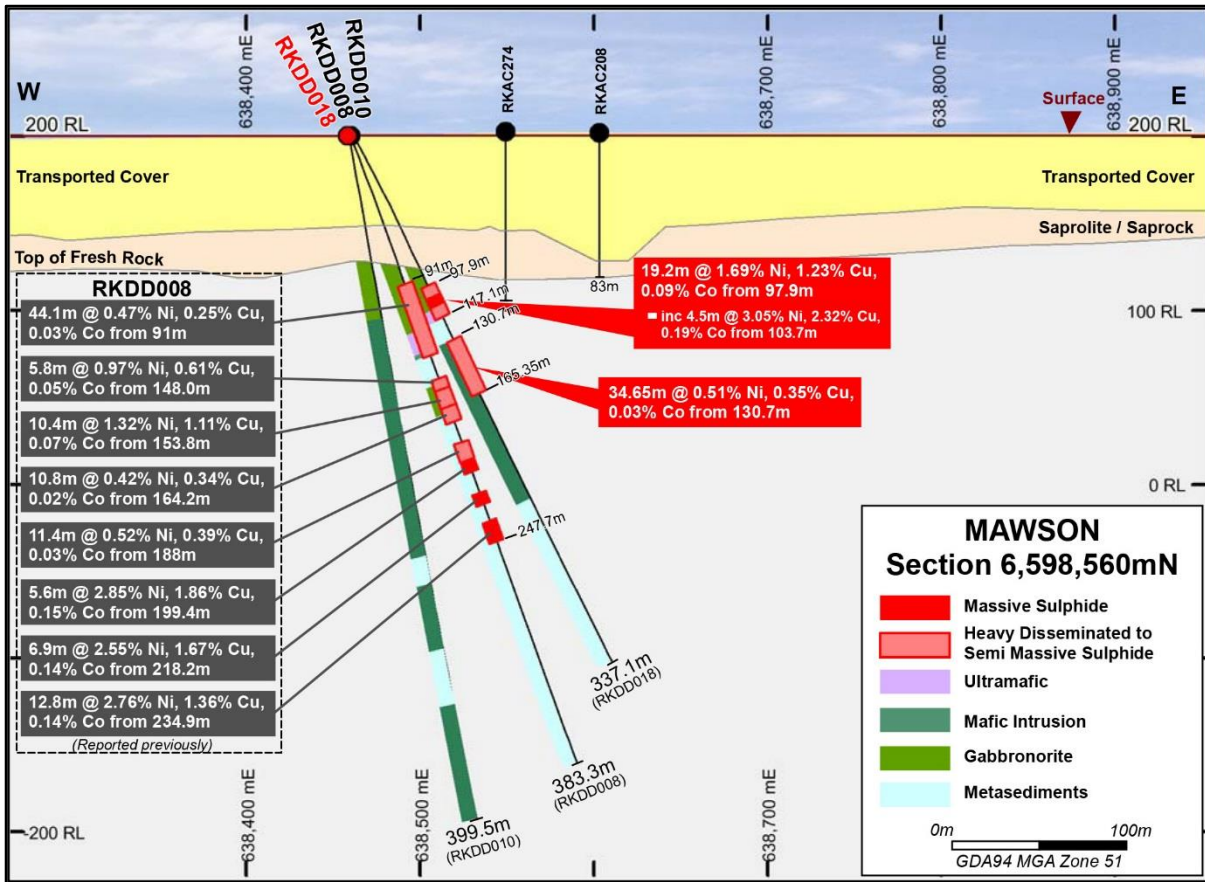 638,400 mE
RKDD018
RKDD008
RKDD010
RKAC274
RKAC208
638,700 mE
638,800 mE
638,900 mE
W
E
Surface
200 RL
200 RL
Transported Cover
Transported Cover
Saprolite / Saprock
Top of Fresh Rock
91m
97.9m
117.1m
130.7m
165.35m
247.7m
83m
RKDD008
44.1m @ 0.47% Ni, 0.25% Cu,
0.03% Co from 91m
5.8m @ 0.97% Ni, 0.61% Cu,
0.05% Co from 148.0m
10.4m @ 1.32% Ni, 1.11% Cu,
0.07% Co from 153.8m
10.8m @ 0.42% Ni, 0.34% Cu,
0.02% Co from 164.2m
11.4m @ 0.52% Ni, 0.39% Cu,
0.03% Co from 188m
5.6m @ 2.85% Ni, 1.86% Cu,
0.15% Co from 199.4m
6.9m @ 2.55% Ni, 1.67% Cu,
0.14% Co from 218.2m
12.8m @ 2.76% Ni, 1.36% Cu,
0.14% Co from 234.9m
(Reported previously)
19.2m @ 1.69% Ni, 1.23% Cu,
0.09% Co from 97.9m
inc 4.5m @ 3.05% Ni, 2.32% Cu,
0.19% Co from 103.7m
34.65m @ 0.51% Ni, 0.35% Cu,
0.03% Co from 130.7m
100 RL
0 RL
-200 RL
337.1m
(RKDD018)
383.3m
(RKDD008)
399.5m
(RKDD010)
638,400 mE
638,500 mE
638,700 mE
MAWSON
Section 6,598,560mN
Massive Sulphide
Heavy Disseminated to
Semi Massive Sulphide
Ultramafic
Mafic Intrusion
Gabbronorite
Metasediments
0m
100m
GDA94 MGA Zone 51